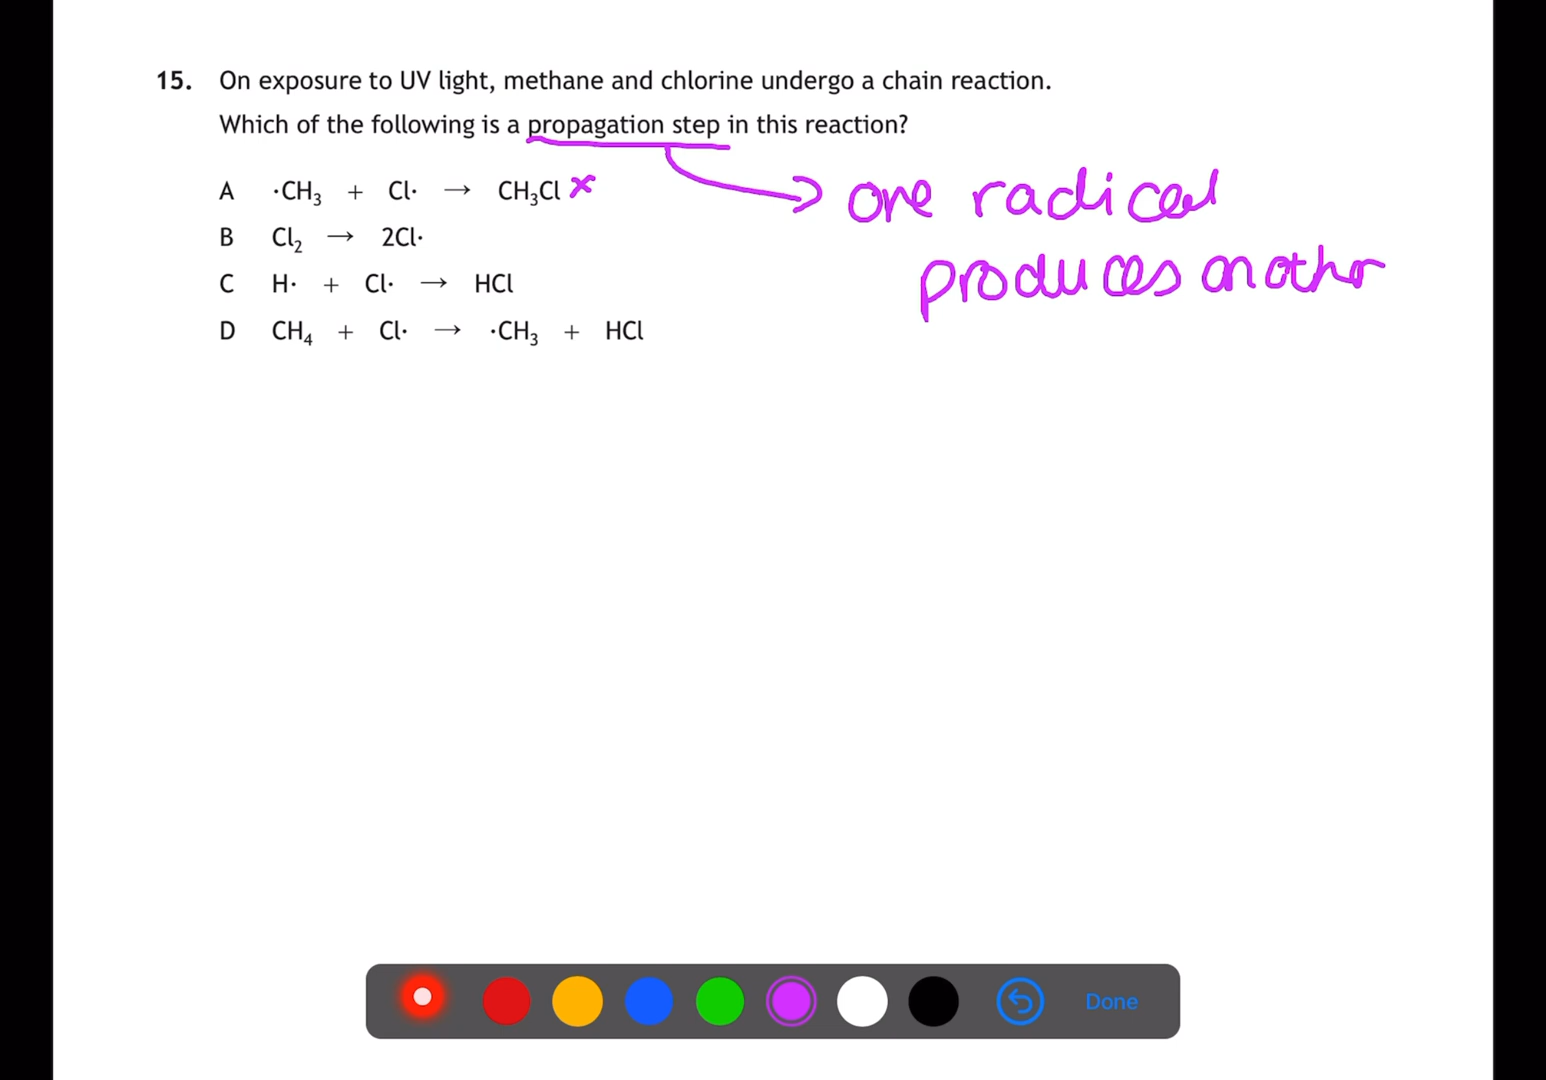 15. On exposure to UV light, methane and chlorine undergo a chain reaction.
Which of the following is a propagation step in this reaction?
A ·CH₃ + Cl· → CH₃Cl ×
B Cl₂ → 2Cl·
C H· + Cl· → HCl
D CH₄ + Cl· → ·CH₃ + HCl
→ one radical
produces another
Done